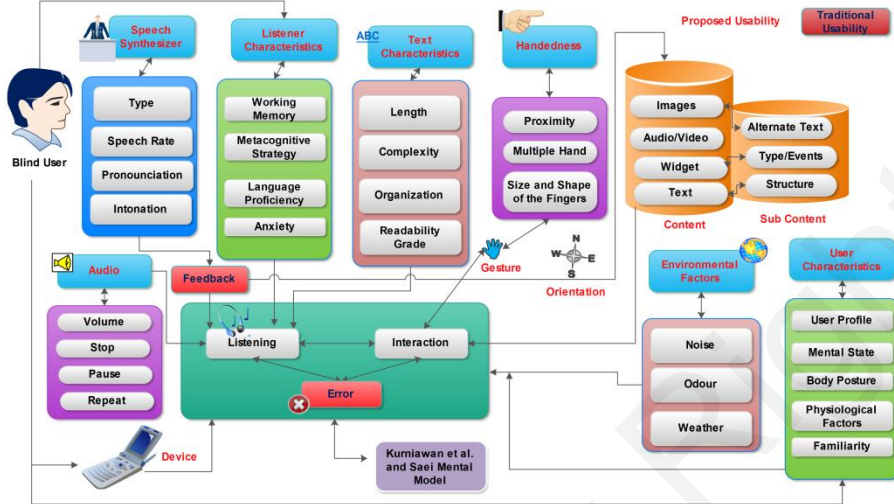 Speech
Synthesizer
Listener
Characteristics
ABC
Text
Characteristics
Handedness
Proposed Usability
Traditional
Usability
Blind User
Type
Speech Rate
Pronounciation
Intonation
Working
Memory
Metacognitive
Strategy
Language
Proficiency
Anxiety
Length
Complexity
Organization
Readability
Grade
Proximity
Multiple Hand
Size and Shape
of the Fingers
Images
Audio/Video
Widget
Text
Content
Alternate Text
Type/Events
Structure
Sub Content
Audio
Feedback
Gesture
N
W
E
S
Orientation
Environmental
Factors
User
Characteristics
Volume
Stop
Pause
Repeat
Listening
Interaction
Error
Noise
Odour
Weather
User Profile
Mental State
Body Posture
Physiological
Factors
Familiarity
Device
Kurniawan et al.
and Saei Mental
Model
Righ